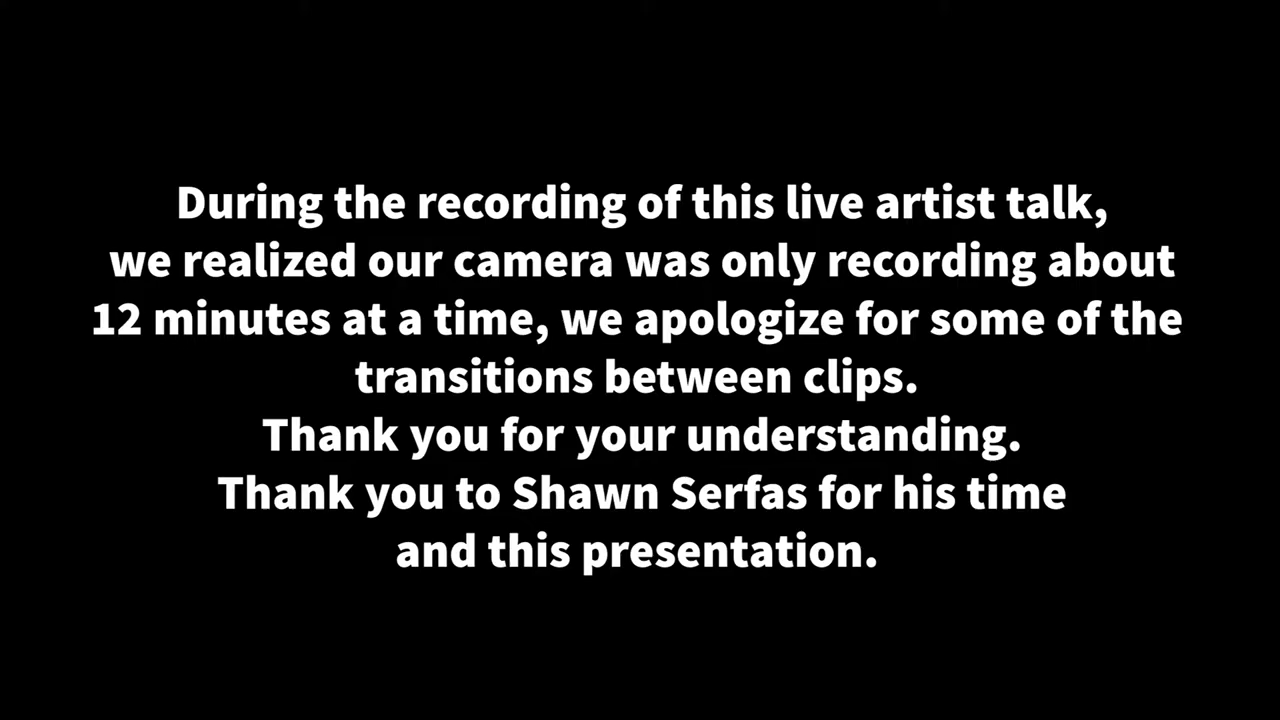 During the recording of this live artist talk,
we realized our camera was only recording about
12 minutes at a time, we apologize for some of the
transitions between clips.
Thank you for your understanding.
Thank you to Shawn Serfas for his time
and this presentation.